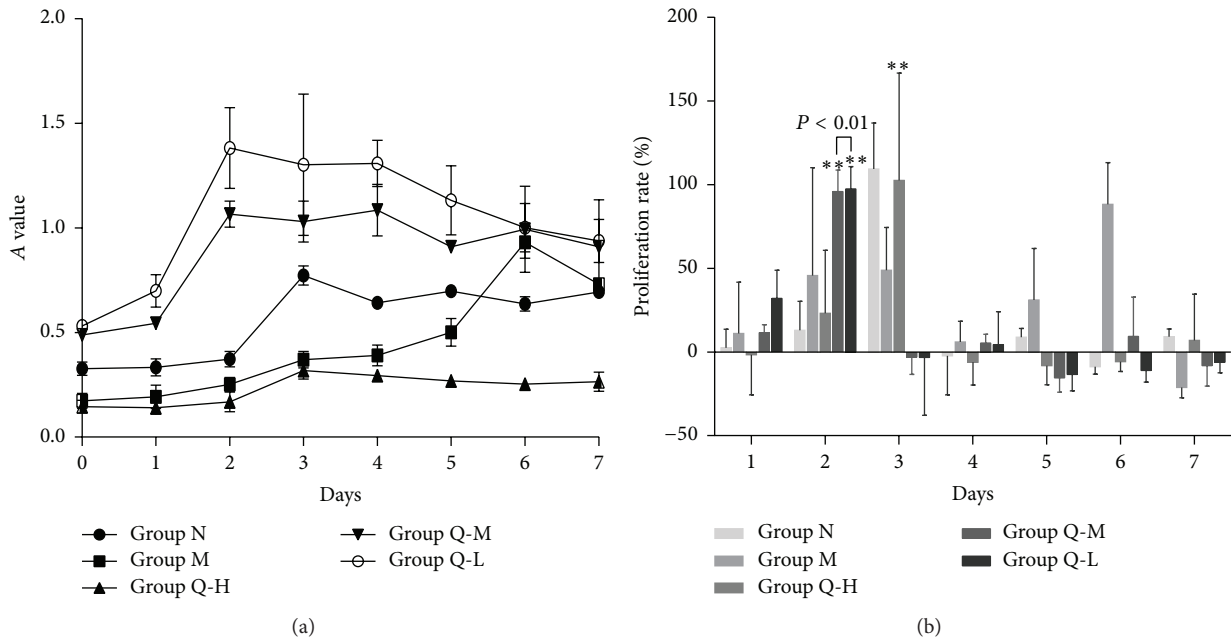 2.0
1.5
1.0
0.5
0.0
A value
0 1 2 3 4 5 6 7
Days
Group N
Group M
Group Q-H
Group Q-M
Group Q-L
(a)
200
150
100
50
0
−50
Proliferation rate (%)
**
P < 0.01
** **
1 2 3 4 5 6 7
Days
Group N
Group M
Group Q-H
Group Q-M
Group Q-L
(b)